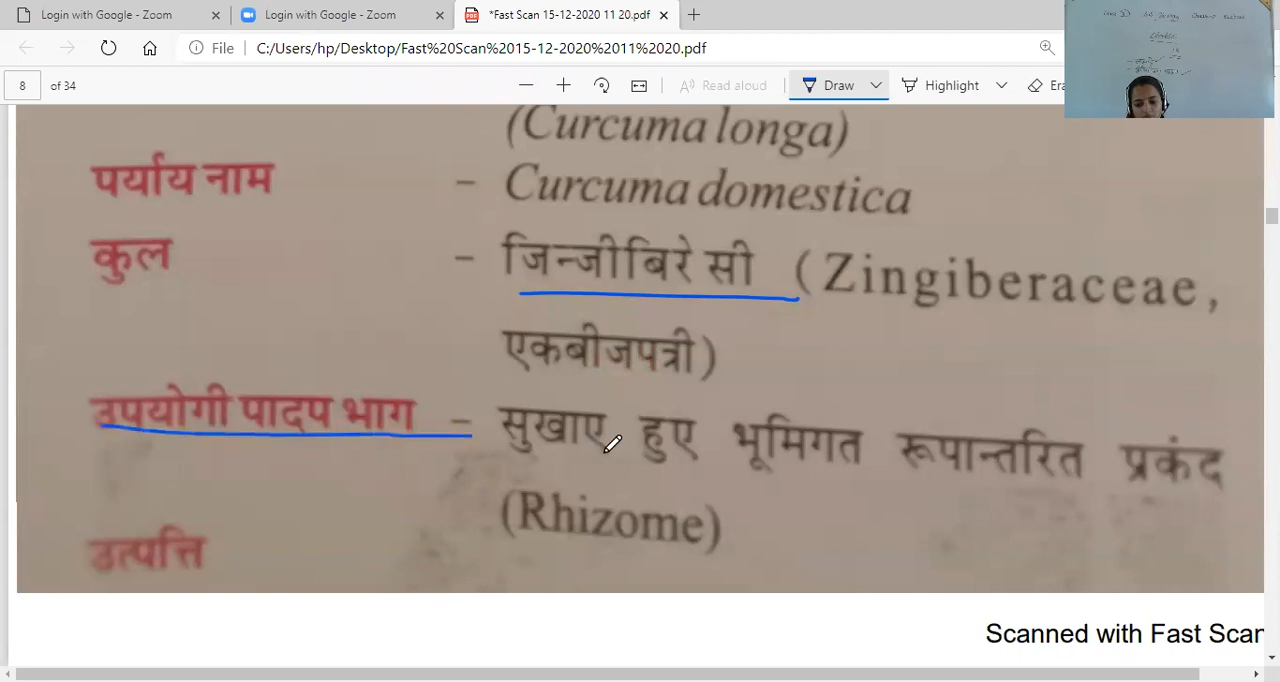 Login with Google - Zoom
Login with Google - Zoom
*Fast Scan 15-12-2020 11 20.pdf
File
C:/Users/hp/Desktop/Fast%20Scan%2015-12-2020%2011%2020.pdf
8 of 34
Read aloud
Draw
Highlight
Era
(Curcuma longa)
पर्याय नाम - Curcuma domestica
कुल - जिन्जीबिरेसी (Zingiberaceae,
एकबीजपत्री)
उपयोगी पादप भाग - सुखाए हुए भूमिगत रूपान्तरित प्रकंद
(Rhizome)
उत्पत्ति
Scanned with Fast Scan